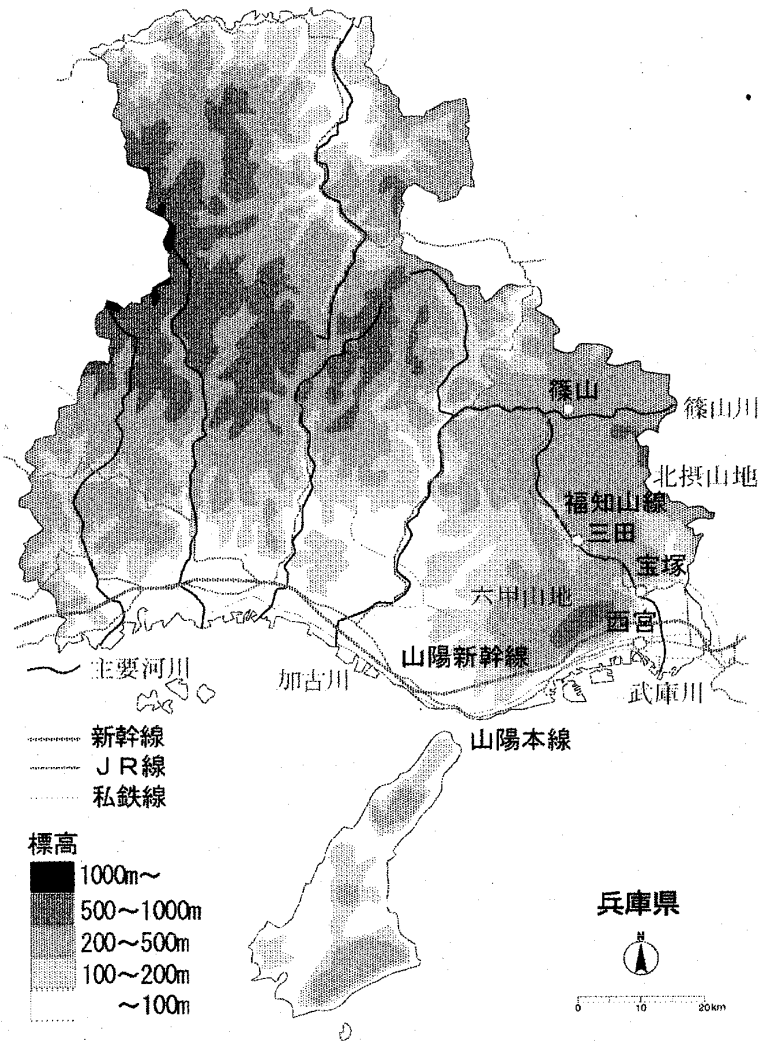 篠山
篠山川
北摂山地
福知山線
三田
宝塚
六甲山地
西宮
山陽新幹線
主要河川
加古川
武庫川
新幹線
山陽本線
JR線
私鉄線
標高
1000m～
500～1000m
200～500m
100～200m
～100m
兵庫県
N
0 10 20km